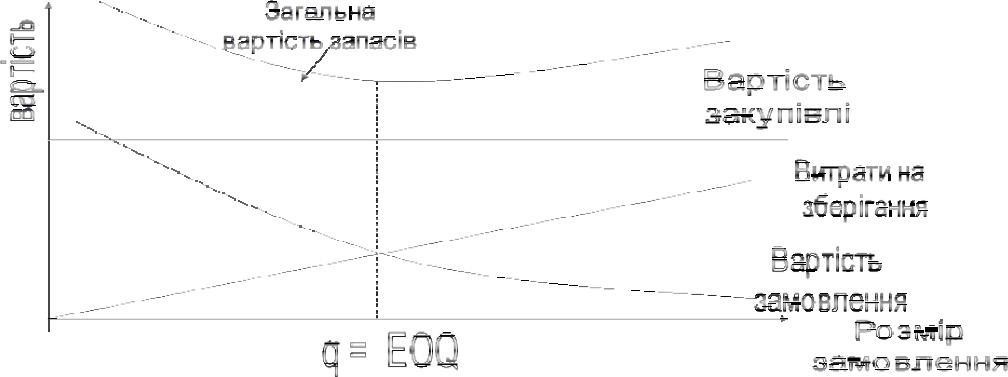 Загальна
вартість запасів
вартість
Вартість
закупівлі
Витрати на
зберігання
Вартість
замовлення
Розмір
замовлення
q = EOQ